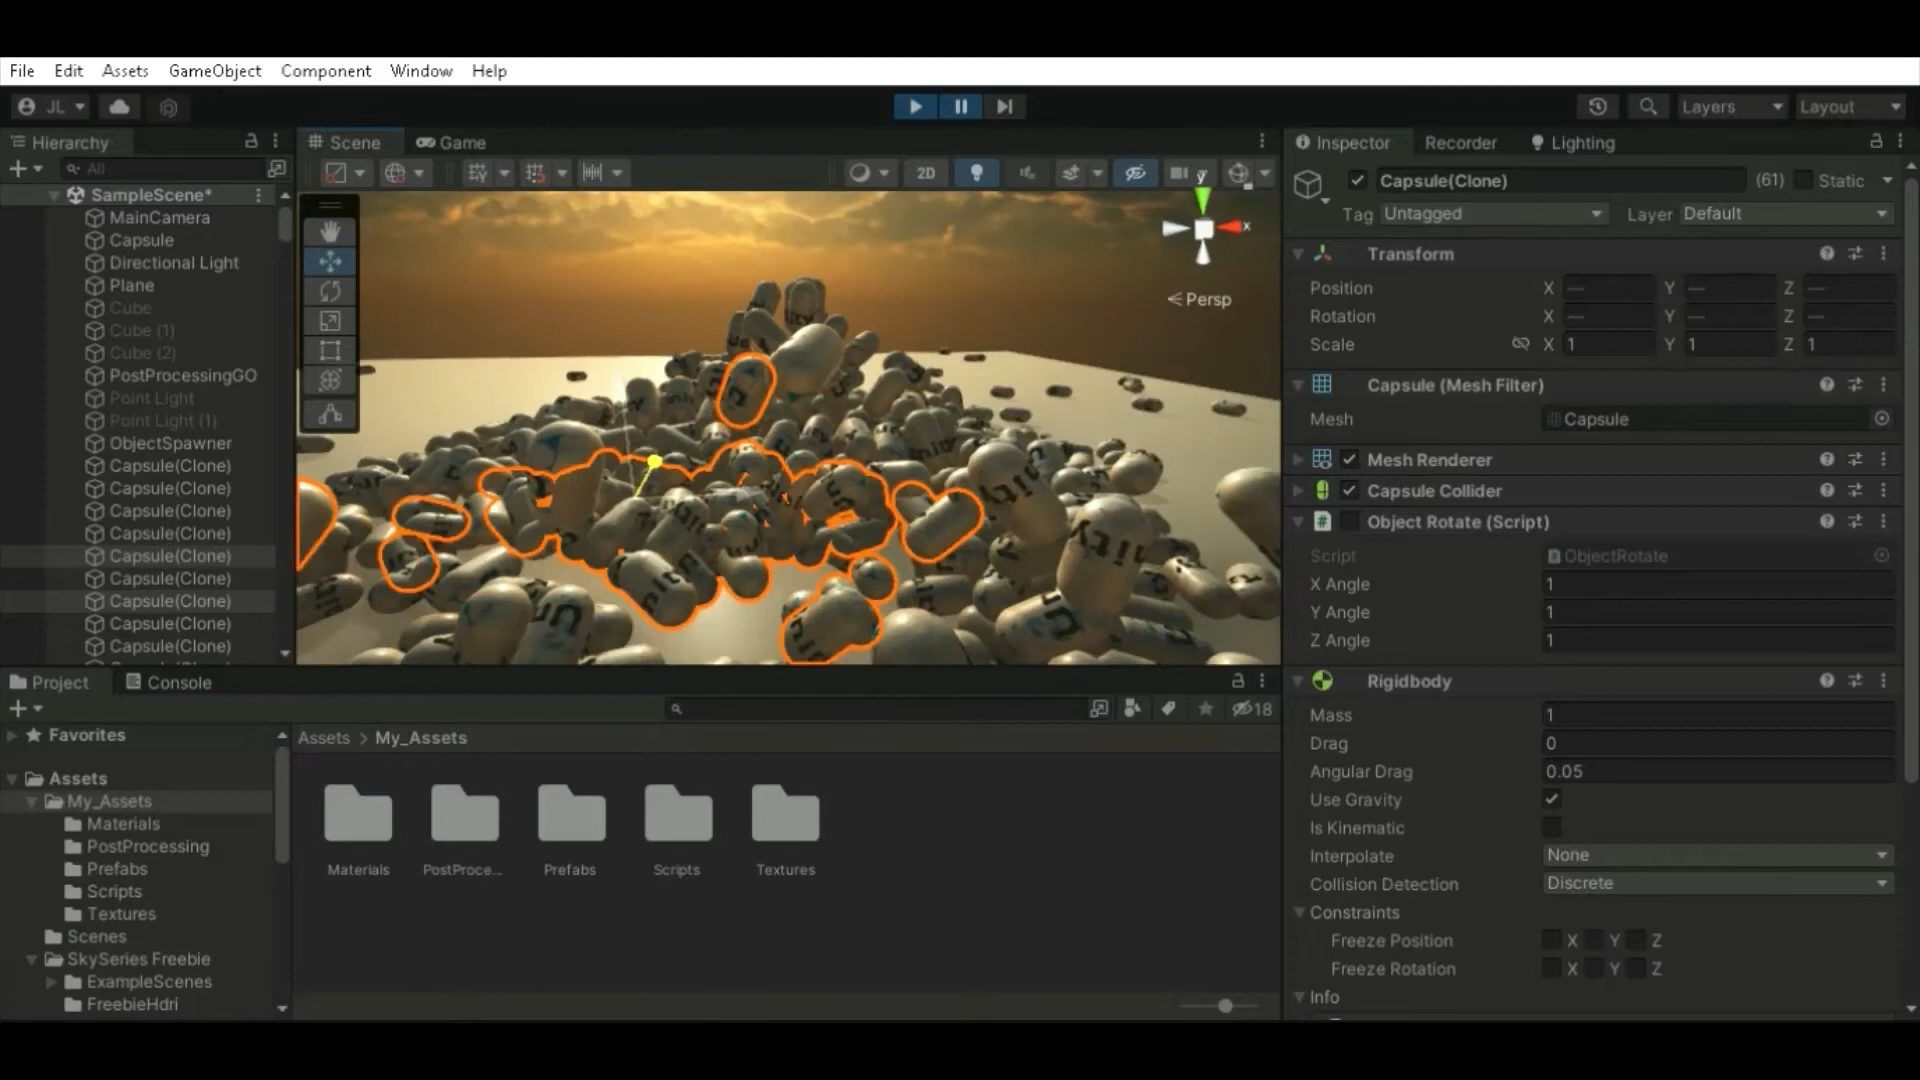 File Edit Assets GameObject Component Window Help
JL Layers Layout
Hierarchy
All
SampleScene*
MainCamera
Capsule
Directional Light
Plane
Cube
Cube (1)
Cube (2)
PostProcessingGO
Point Light
Point Light (1)
ObjectSpawner
Capsule(Clone)
Capsule(Clone)
Capsule(Clone)
Capsule(Clone)
Capsule(Clone)
Capsule(Clone)
Capsule(Clone)
Capsule(Clone)
Capsule(Clone)
Scene Game
2D
y
x
Persp
Inspector Recorder Lighting
Capsule(Clone) (61) Static
Tag Untagged Layer Default
Transform
Position X — Y — Z —
Rotation X — Y — Z —
Scale X 1 Y 1 Z 1
Capsule (Mesh Filter)
Mesh Capsule
Mesh Renderer
Capsule Collider
Object Rotate (Script)
Script ObjectRotate
X Angle 1
Y Angle 1
Z Angle 1
Rigidbody
Mass 1
Drag 0
Angular Drag 0.05
Use Gravity
Is Kinematic
Interpolate None
Collision Detection Discrete
Constraints
Freeze Position X Y Z
Freeze Rotation X Y Z
Info
Project Console
18
Favorites
Assets
My_Assets
Materials
PostProcessing
Prefabs
Scripts
Textures
Scenes
SkySeries Freebie
ExampleScenes
FreebieHdri
Assets > My_Assets
Materials PostProce... Prefabs Scripts Textures